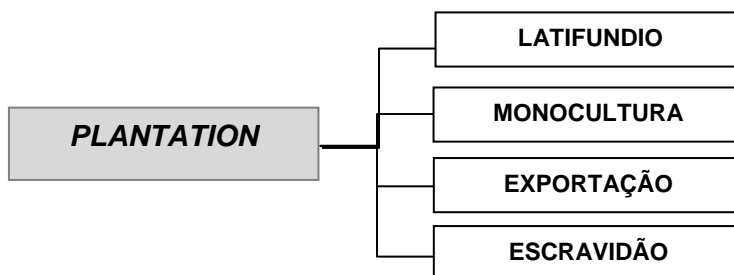 PLANTATION
LATIFUNDIO
MONOCULTURA
EXPORTAÇÃO
ESCRAVIDÃO